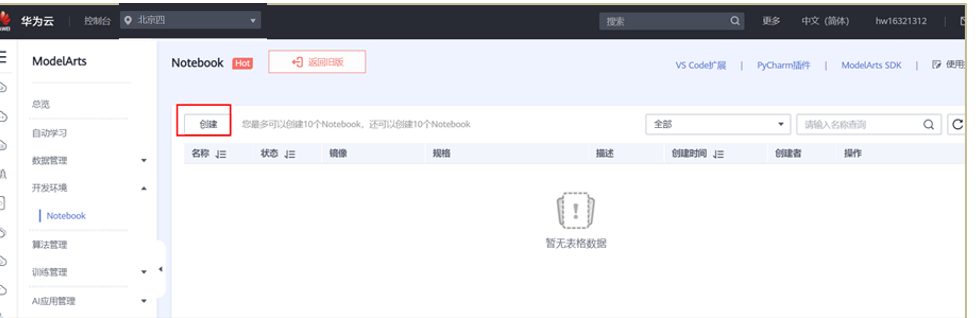 华为云 控制台 北京四 搜索 更多 中文 (简体) hw16321312
ModelArts
Notebook Hot 返回旧版 VS Code扩展 | PyCharm插件 | ModelArts SDK | 使用
总览
创建 您最多可以创建10个Notebook，还可以创建10个Notebook 全部 请输入名称查询
自动学习
名称 状态 镜像 规格 描述 创建时间 创建者 操作
数据管理
开发环境
Notebook
暂无表格数据
算法管理
训练管理
AI应用管理